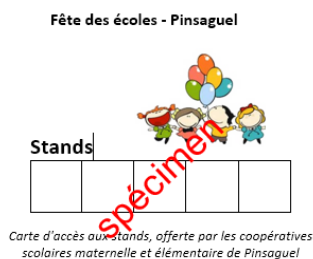 Fête des écoles - Pinsaguel
Stands
spécimen
Carte d'accès aux stands, offerte par les coopératives
scolaires maternelle et élémentaire de Pinsaguel